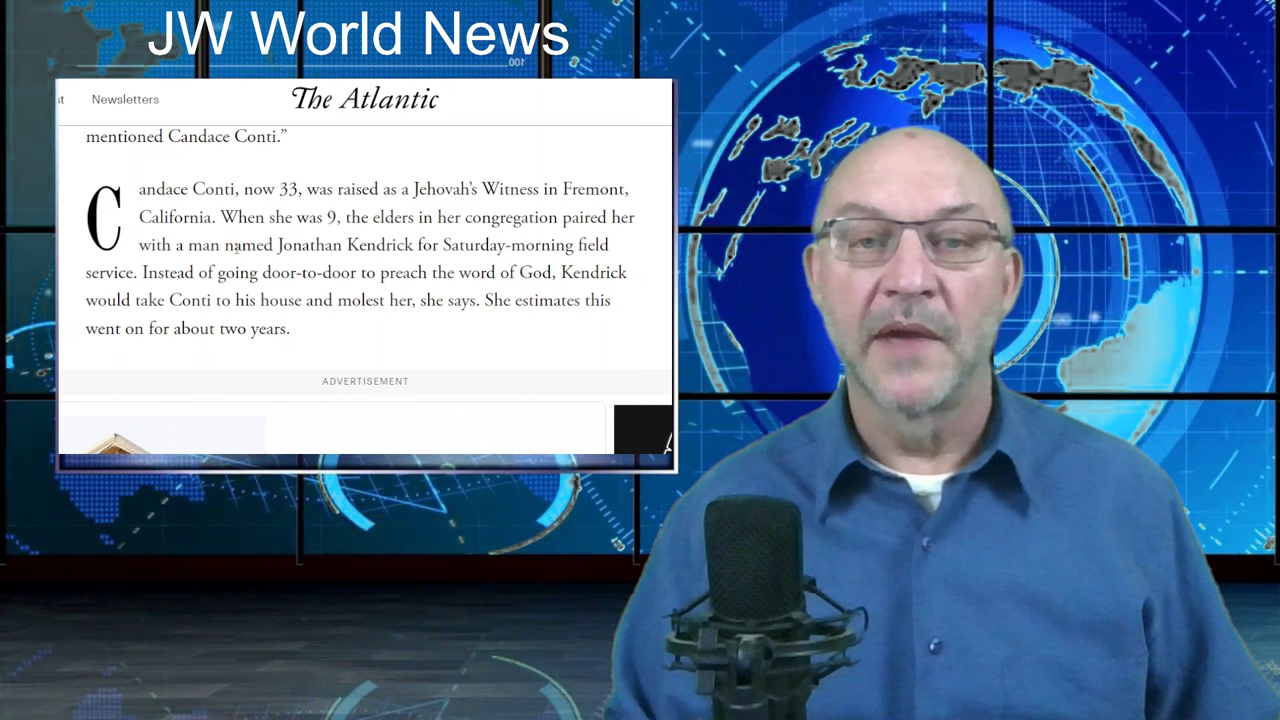 JW World News
001
st Newsletters The Atlantic
mentioned Candace Conti.”
Candace Conti, now 33, was raised as a Jehovah’s Witness in Fremont,
California. When she was 9, the elders in her congregation paired her
with a man named Jonathan Kendrick for Saturday-morning field
service. Instead of going door-to-door to preach the word of God, Kendrick
would take Conti to his house and molest her, she says. She estimates this
went on for about two years.
ADVERTISEMENT